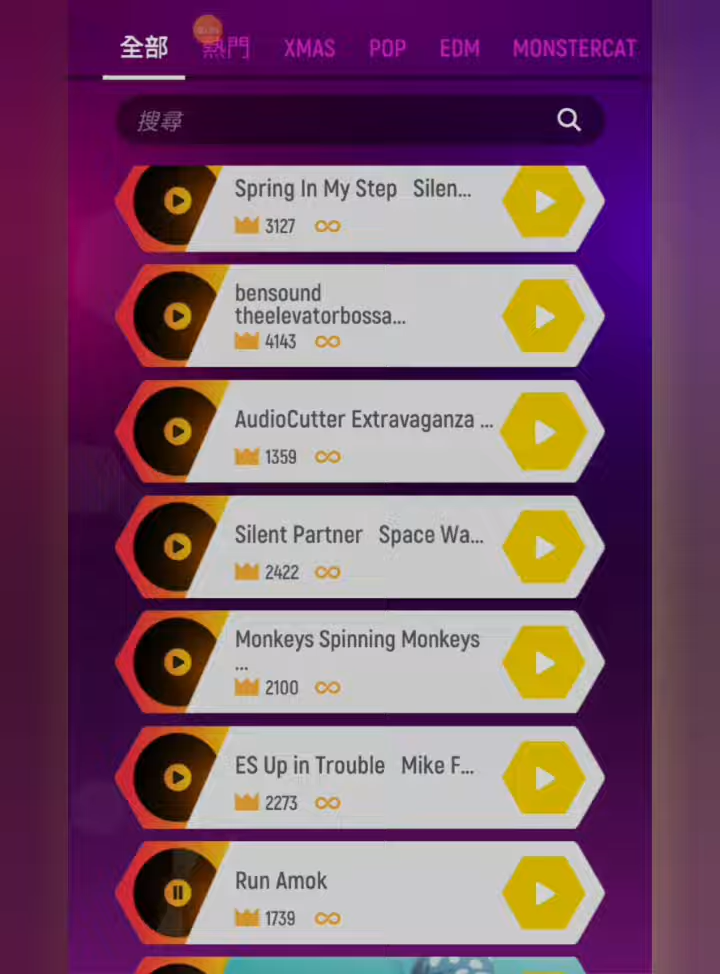 全部 熱門 XMAS POP EDM MONSTERCAT
搜尋
Spring In My Step Silen...
3127
bensound
theelevatorbossa...
4143
AudioCutter Extravaganza ...
1359
Silent Partner Space Wa...
2422
Monkeys Spinning Monkeys
...
2100
ES Up in Trouble Mike F...
2273
Run Amok
1739